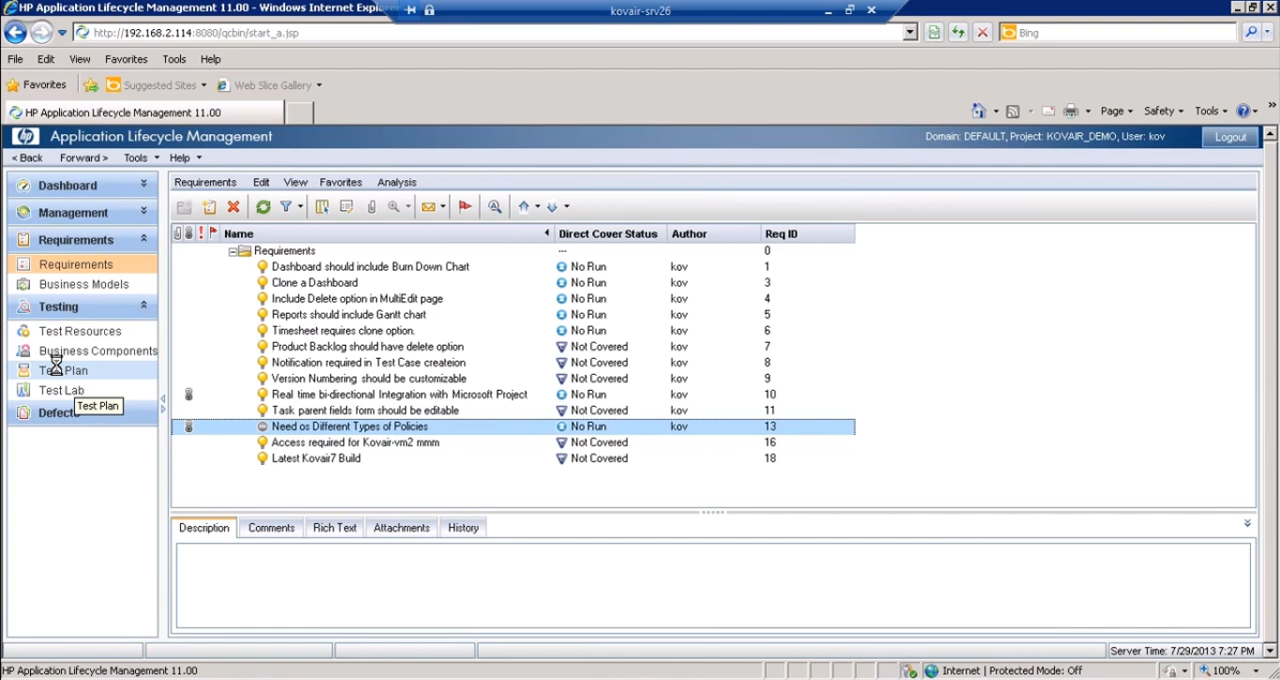 HP Application Lifecycle Management 11.00 - Windows Internet Expl
kovair-srv26
http://192.168.2.114:8080/qcbin/start_a.jsp
Bing
File Edit View Favorites Tools Help
Favorites Suggested Sites Web Slice Gallery
HP Application Lifecycle Management 11.00
Page Safety Tools
hp Application Lifecycle Management
Domain: DEFAULT, Project: KOVAIR_DEMO, User: kov Logout
< Back Forward > Tools Help
Dashboard
Management
Requirements
Requirements
Business Models
Testing
Test Resources
Business Components
Test Plan
Test Lab
Test Plan
Defects
Requirements Edit View Favorites Analysis
Name Direct Cover Status Author Req ID
Requirements --- 0
Dashboard should include Burn Down Chart No Run kov 1
Clone a Dashboard No Run kov 3
Include Delete option in MultiEdit page No Run kov 4
Reports should include Gantt chart No Run kov 5
Timesheet requires clone option. No Run kov 6
Product Backlog should have delete option Not Covered kov 7
Notification required in Test Case createion Not Covered kov 8
Version Numbering should be customizable Not Covered kov 9
Real time bi-directional Integration with Microsoft Project No Run kov 10
Task parent fields form should be editable Not Covered kov 11
Need os Different Types of Policies No Run kov 13
Access required for Kovair-vm2 mmm Not Covered 16
Latest Kovair7 Build Not Covered 18
Description Comments Rich Text Attachments History
Server Time: 7/29/2013 7:27 PM
HP Application Lifecycle Management 11.00
Internet | Protected Mode: Off
100%